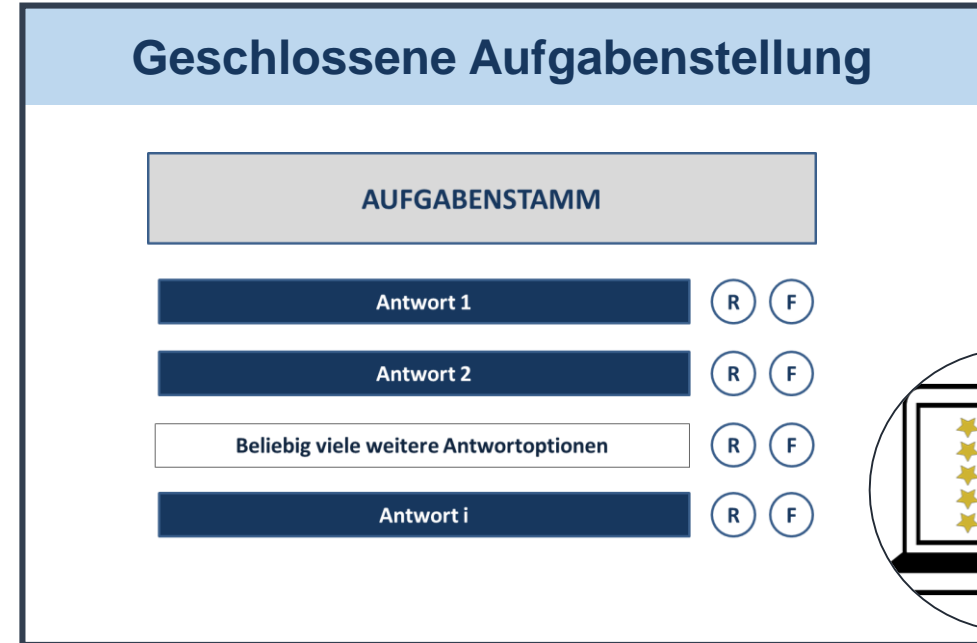 Geschlossene Aufgabenstellung
AUFGABENSTAMM
Antwort 1 R F
Antwort 2 R F
Beliebig viele weitere Antwortoptionen R F
Antwort i R F